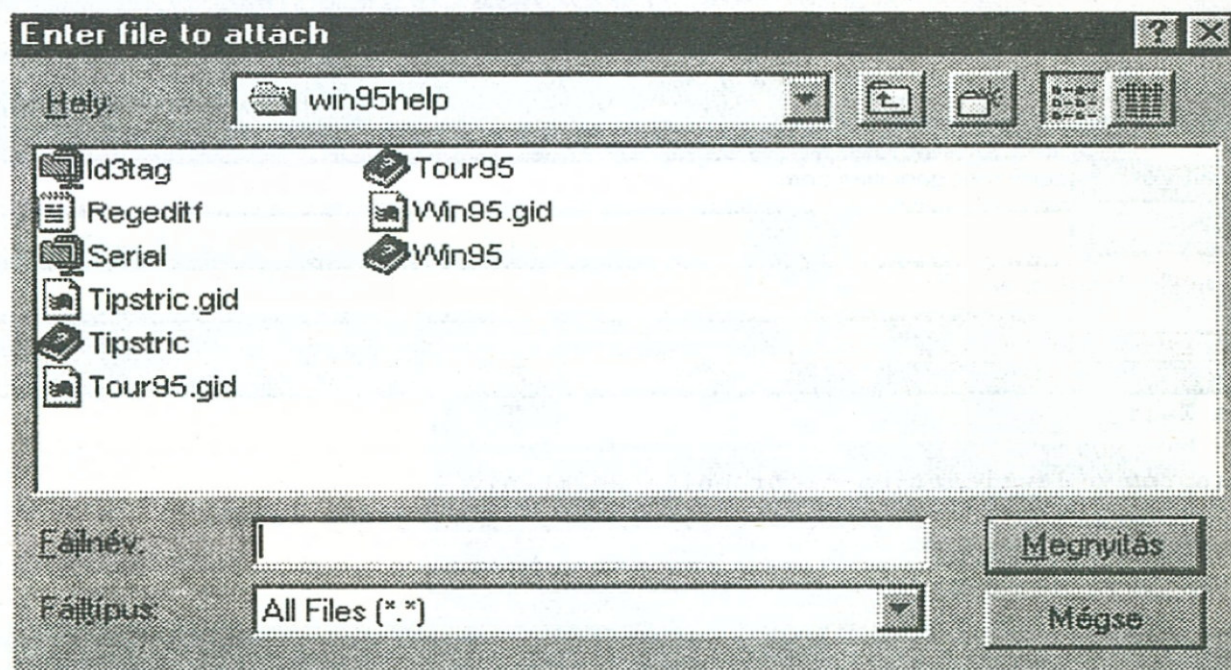 Enter file to attach
Hely: win95help
Id3tag
Regeditf
Serial
Tipstric.gid
Tipstric
Tour95.gid
Tour95
Win95.gid
Win95
Fájlnév: Megnyitás
Fájltípus: All Files (*.*) Mégse